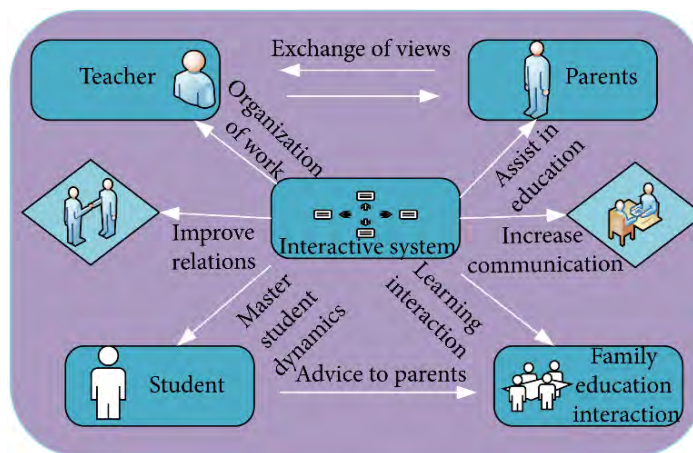 Exchange of views
Teacher
Parents
Organization
of work
Assist in
education
Interactive system
Improve
relations
Increase
communication
Master
student
dynamics
Learning
interaction
Student
Advice to parents
Family
education
interaction